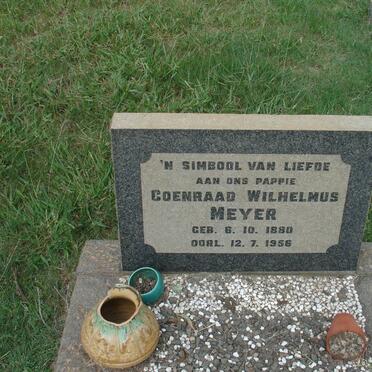 'N SIMBOOL VAN LIEFDE
AAN ONS PAPPIE
COENRAAD WILHELMUS
MEYER
GEB. 6. 10. 1880
OORL. 12. 7. 1956